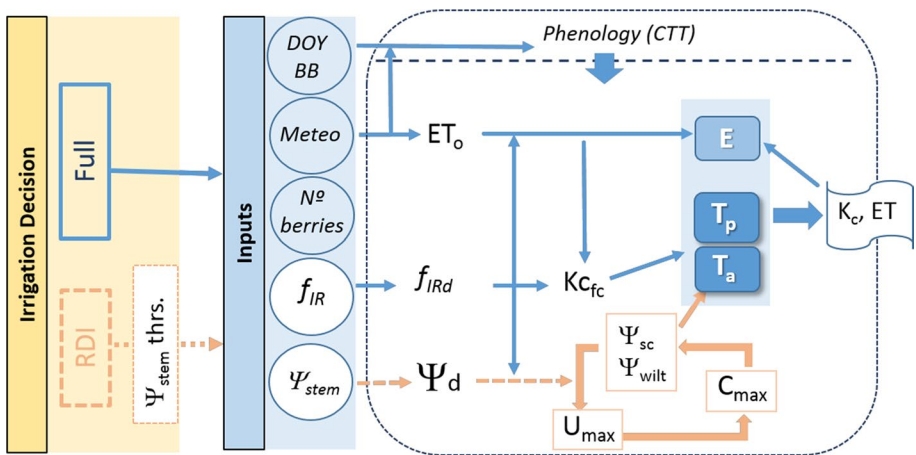 Irrigation Decision
Full
RDI
Ψstem thrs.
Inputs
DOY
BB
Meteo
Nº
berries
fIR
Ψstem
Phenology (CTT)
ETo
fIRd
Ψd
Kcfc
E
Tp
Ta
Kc, ET
Ψsc
Ψwilt
Cmax
Umax